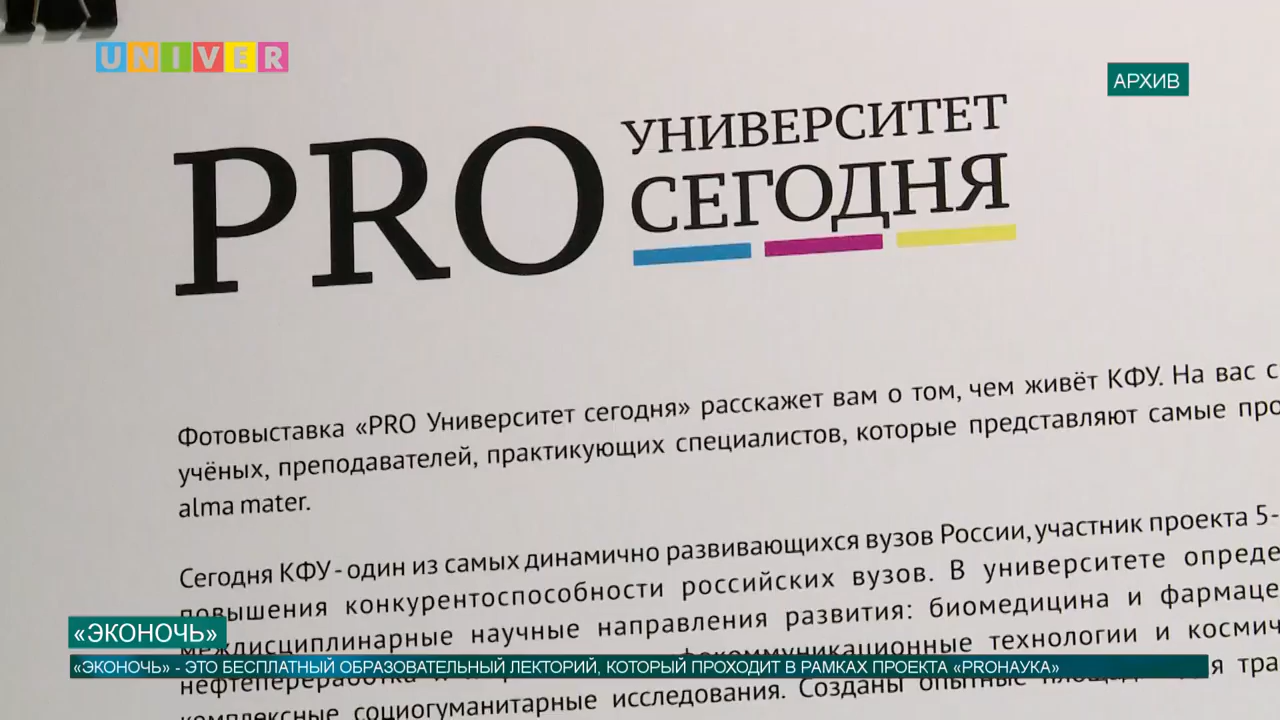 UNIVER
АРХИВ
PRO УНИВЕРСИТЕТ
СЕГОДНЯ
Фотовыставка «PRO Университет сегодня» расскажет вам о том, чем живёт КФУ. На вас с
учёных, преподавателей, практикующих специалистов, которые представляют самые про
alma mater.
Сегодня КФУ - один из самых динамично развивающихся вузов России, участник проекта 5-
повышения конкурентоспособности российских вузов. В университете опреде
междисциплинарные научные направления развития: биомедицина и фармаце
технологии и космич
«ЭКОНОЧЬ»
«ЭКОНОЧЬ» - ЭТО БЕСПЛАТНЫЙ ОБРАЗОВАТЕЛЬНЫЙ ЛЕКТОРИЙ, КОТОРЫЙ ПРОХОДИТ В РАМКАХ ПРОЕКТА «PROНАУКА»
нефтепереработка
комплексные социогуманитарные исследования. Созданы опытные